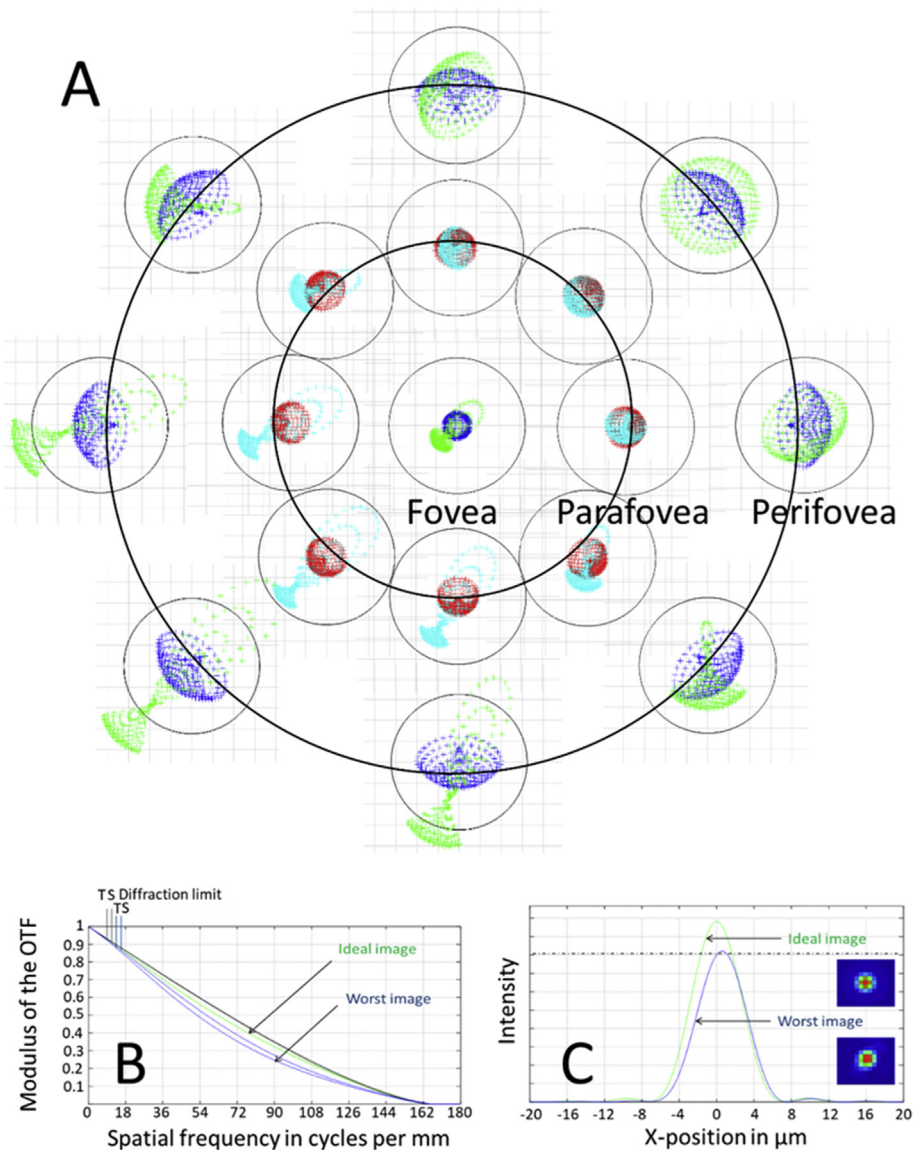 A
Fovea
Parafovea
Perifovea
TS Diffraction limit
TS
1
0.9
0.8
0.7
0.6
0.5
0.4
0.3
0.2
0.1
Modulus of the OTF
Ideal image
Worst image
B
0 18 36 54 72 90 108 126 144 162 180
Spatial frequency in cycles per mm
Intensity
Ideal image
Worst image
C
-20 -16 -12 -8 -4 0 4 8 12 16 20
X-position in µm